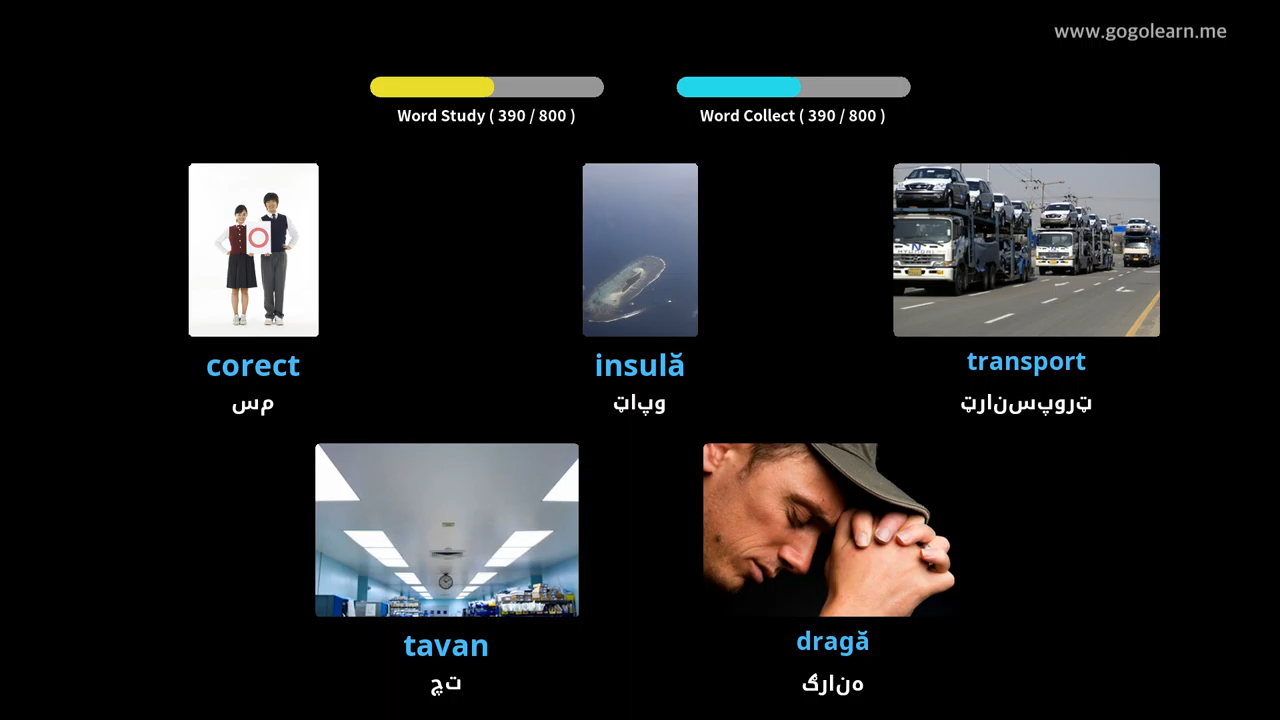 www.gogolearn.me
Word Study ( 390 / 800 )
Word Collect ( 390 / 800 )
corect
insulă
transport
مس
وپاټ
ټروپسنارټ
tavan
dragă
تچ
هنارګ